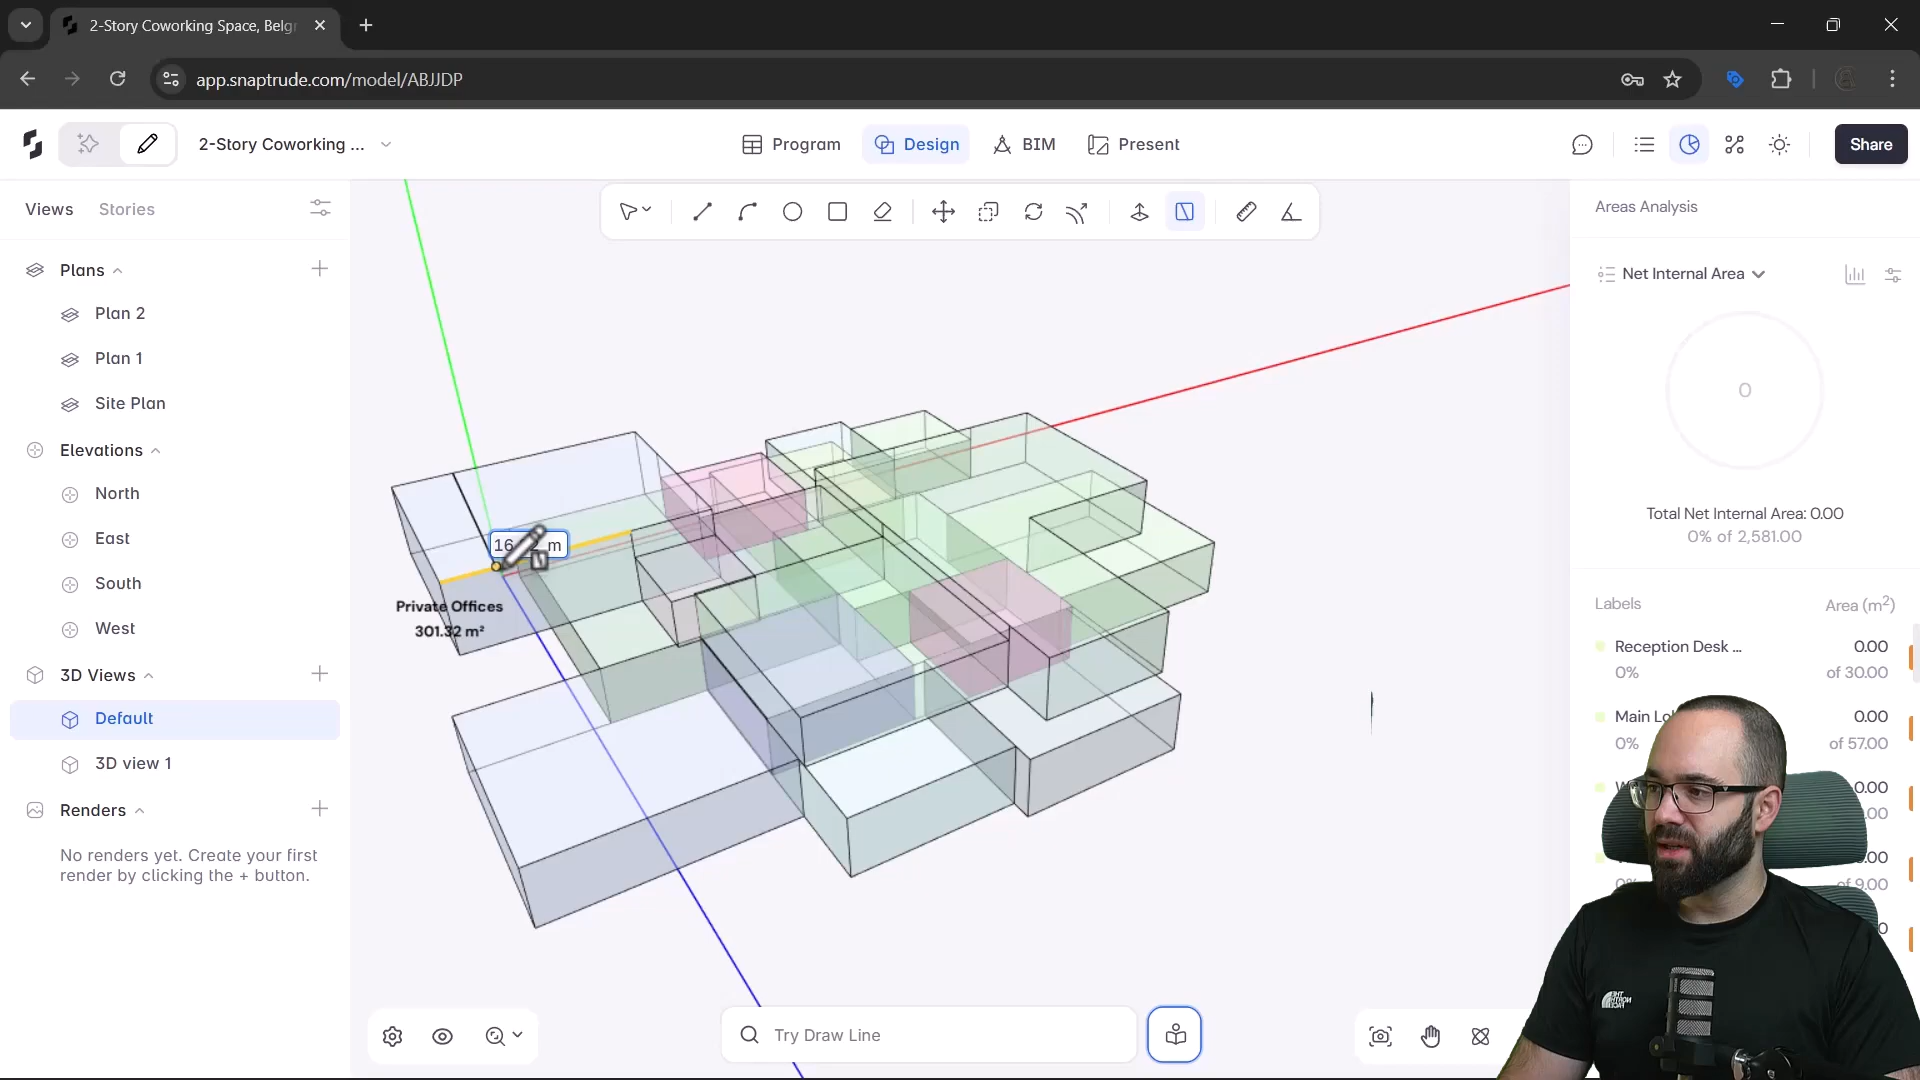 2-Story Coworking Space, Belgr
app.snaptrude.com/model/ABJJDP
2-Story Coworking ...
Program
Design
BIM
Present
Share
Views
Stories
Plans
Plan 2
Plan 1
Site Plan
Elevations
North
East
South
West
3D Views
Default
3D view 1
Renders
No renders yet. Create your first
render by clicking the + button.
m
Private Offices
301.32 m²
Try Draw Line
Areas Analysis
Net Internal Area
0
Total Net Internal Area: 0.00
0% of 2,581.00
Labels
Area (m²)
Reception Desk ...
0.00
0%
of 30.00
0.00
0%
of 57.00
THE
NORTH
FACE